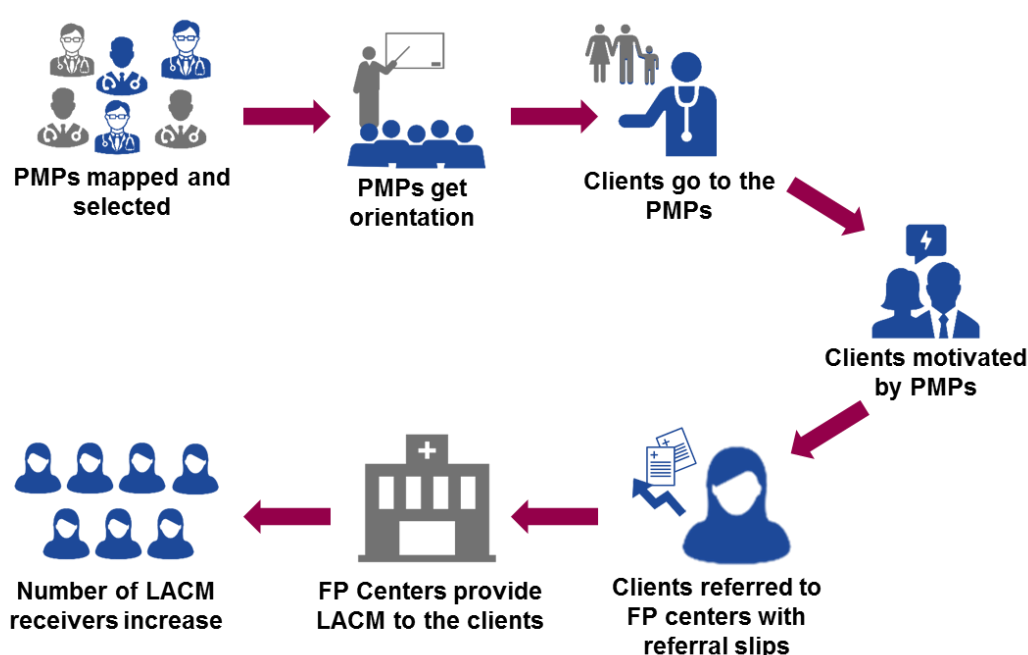 PMPs mapped and
selected
PMPs get
orientation
Clients go to the
PMPs
Clients motivated
by PMPs
Clients referred to
FP centers with
referral slips
FP Centers provide
LACM to the clients
Number of LACM
receivers increase